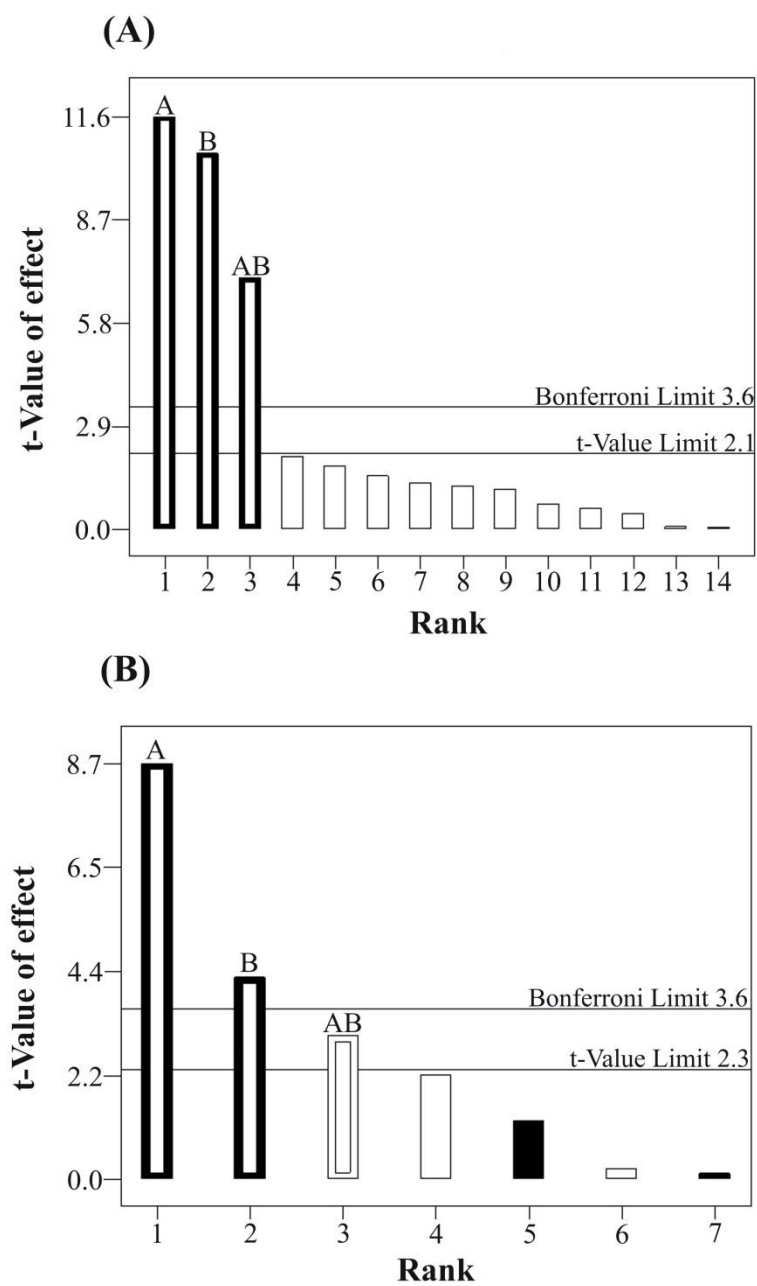 (A)
t-Value of effect
11.6
8.7
5.8
2.9
0.0
A
B
AB
Bonferroni Limit 3.6
t-Value Limit 2.1
1 2 3 4 5 6 7 8 9 10 11 12 13 14
Rank
(B)
t-Value of effect
8.7
6.5
4.4
2.2
0.0
A
B
AB
Bonferroni Limit 3.6
t-Value Limit 2.3
1 2 3 4 5 6 7
Rank